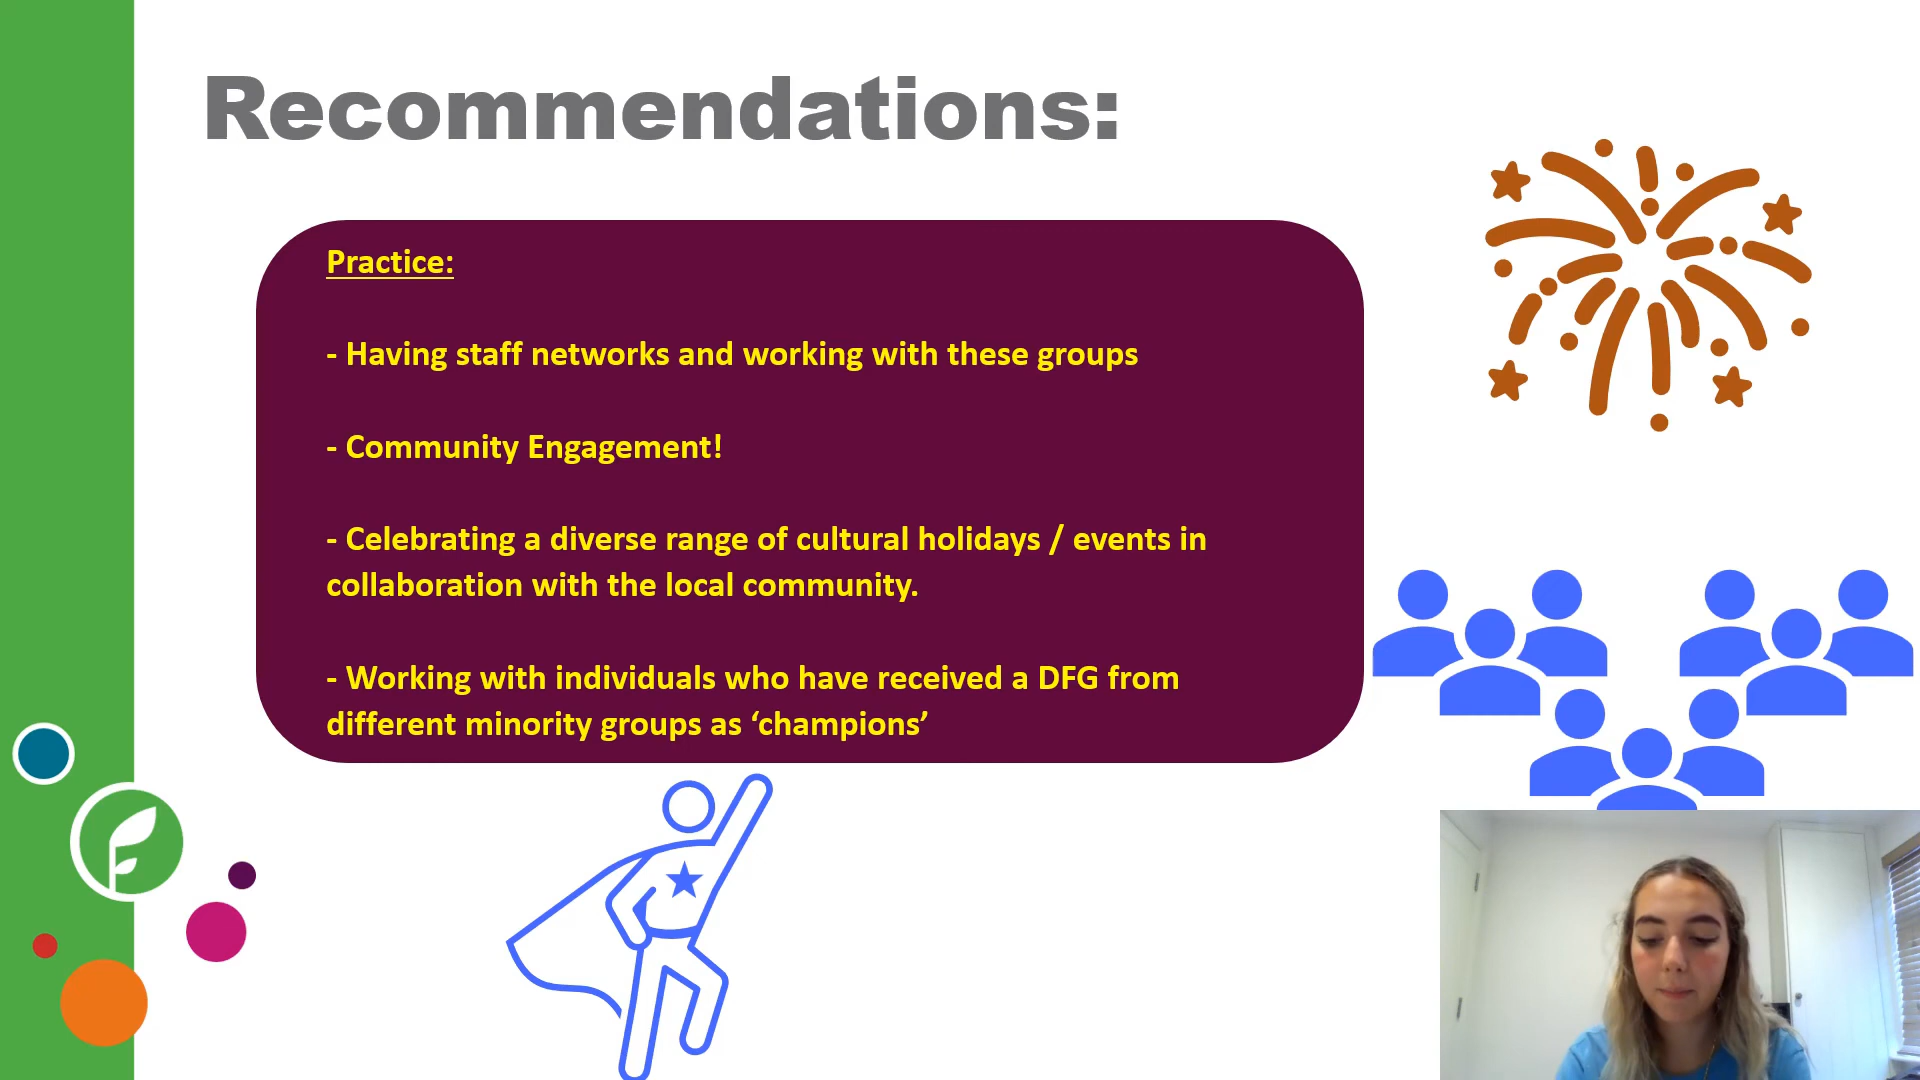 Recommendations:
Practice:
- Having staff networks and working with these groups
- Community Engagement!
- Celebrating a diverse range of cultural holidays / events in
collaboration with the local community.
- Working with individuals who have received a DFG from
different minority groups as ‘champions’